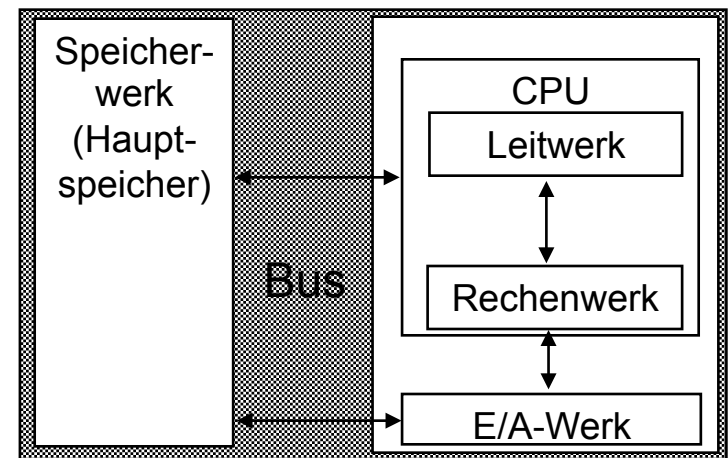 Speicher-
werk
(Haupt-
speicher)
Bus
CPU
Leitwerk
Rechenwerk
E/A-Werk